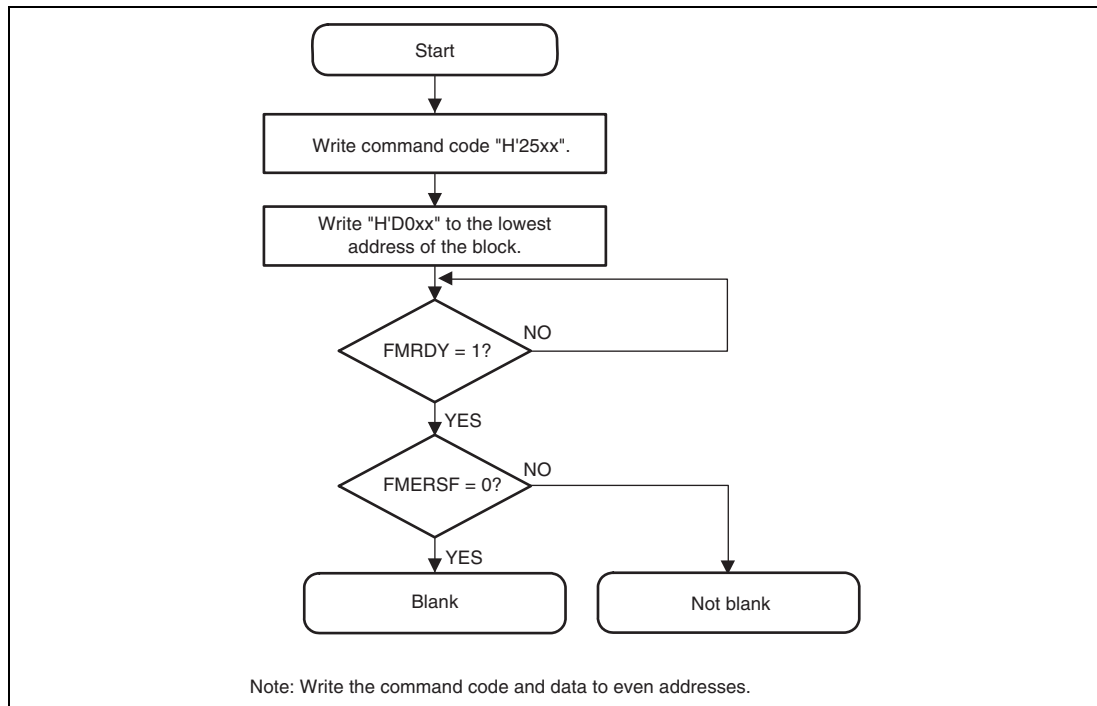 Start
Write command code "H'25xx".
Write "H'D0xx" to the lowest
address of the block.
NO
FMRDY = 1?
YES
NO
FMERSF = 0?
YES
Blank
Not blank
Note: Write the command code and data to even addresses.